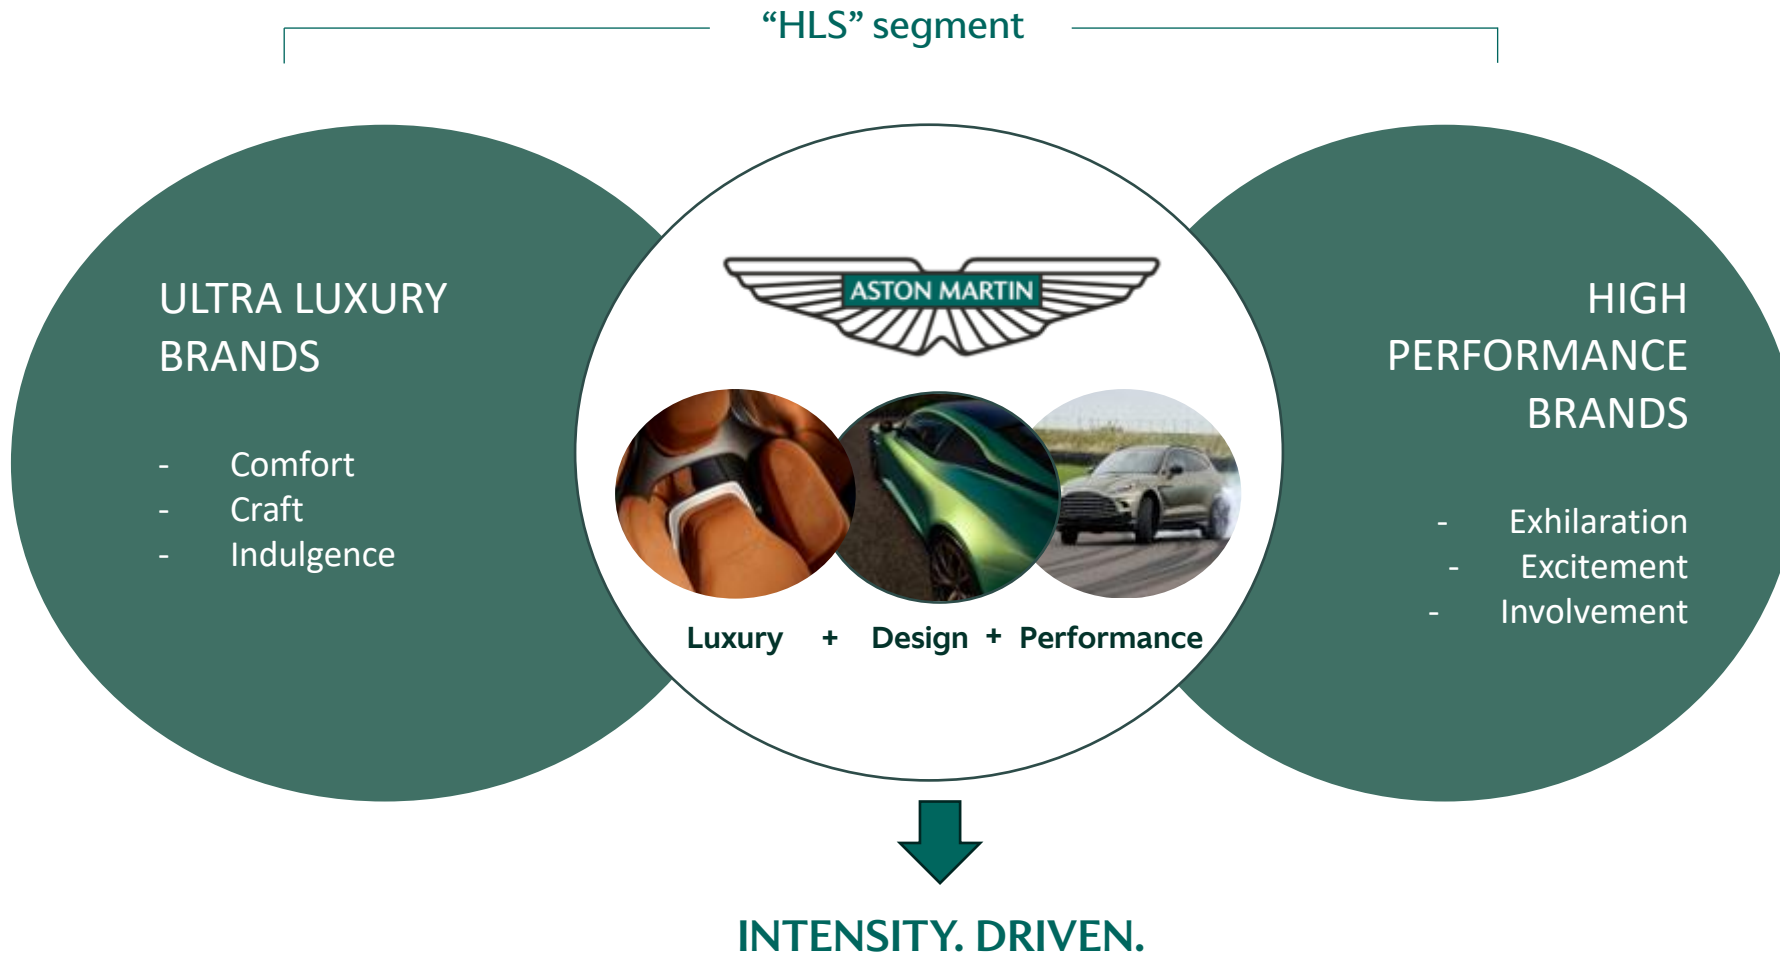 “HLS” segment
ULTRA LUXURY
BRANDS
- Comfort
- Craft
- Indulgence
ASTON MARTIN
Luxury + Design + Performance
HIGH
PERFORMANCE
BRANDS
- Exhilaration
- Excitement
- Involvement
INTENSITY. DRIVEN.